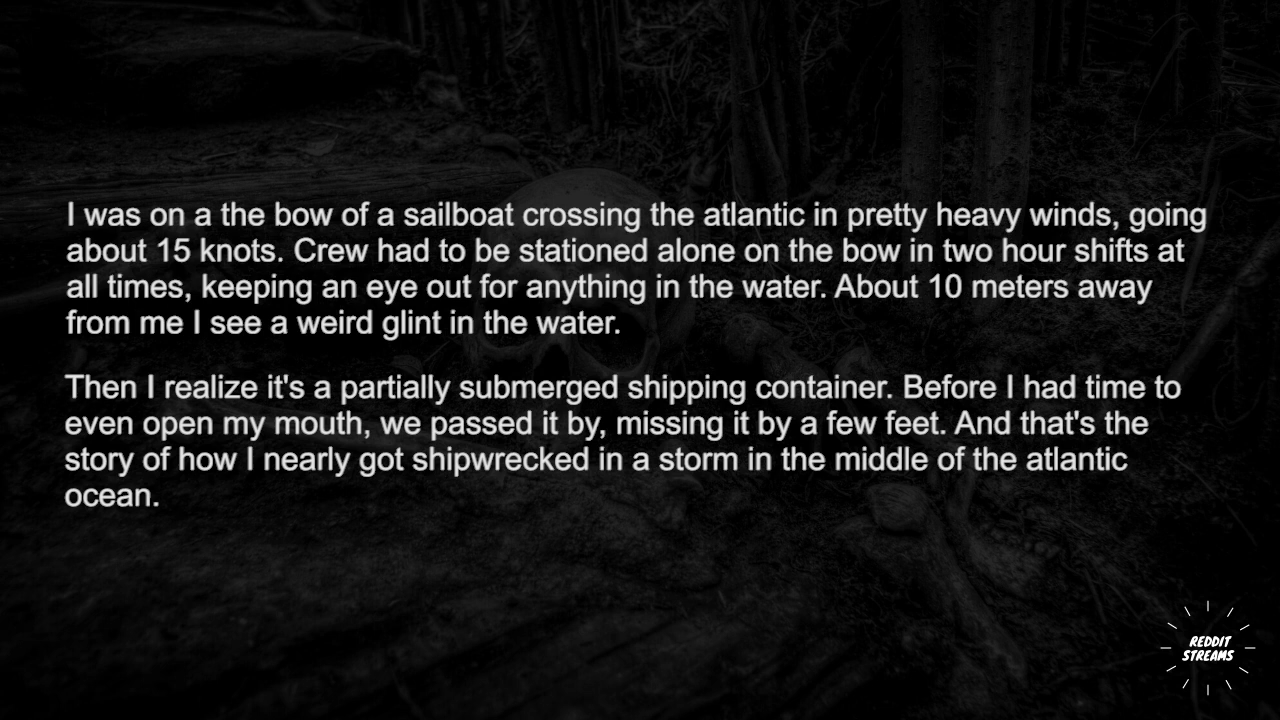 I was on a the bow of a sailboat crossing the atlantic in pretty heavy winds, going
about 15 knots. Crew had to be stationed alone on the bow in two hour shifts at
all times, keeping an eye out for anything in the water. About 10 meters away
from me I see a weird glint in the water.
Then I realize it's a partially submerged shipping container. Before I had time to
even open my mouth, we passed it by, missing it by a few feet. And that's the
story of how I nearly got shipwrecked in a storm in the middle of the atlantic
ocean.
REDDIT
STREAMS